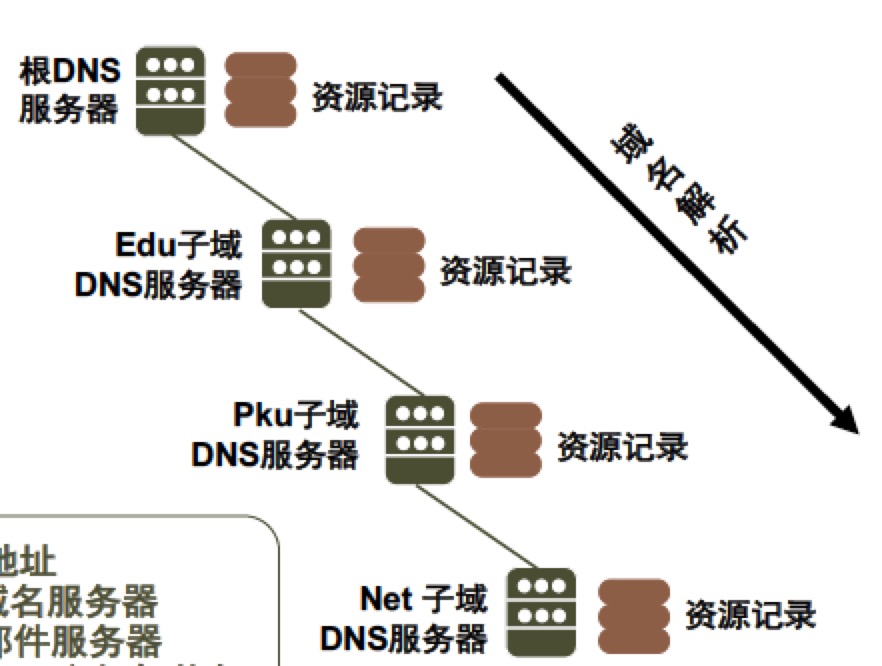 根DNS
服务器
资源记录
域名解析
Edu子域
DNS服务器
资源记录
Pku子域
DNS服务器
资源记录
地址
域名服务器
邮件服务器
Net 子域
DNS服务器
资源记录